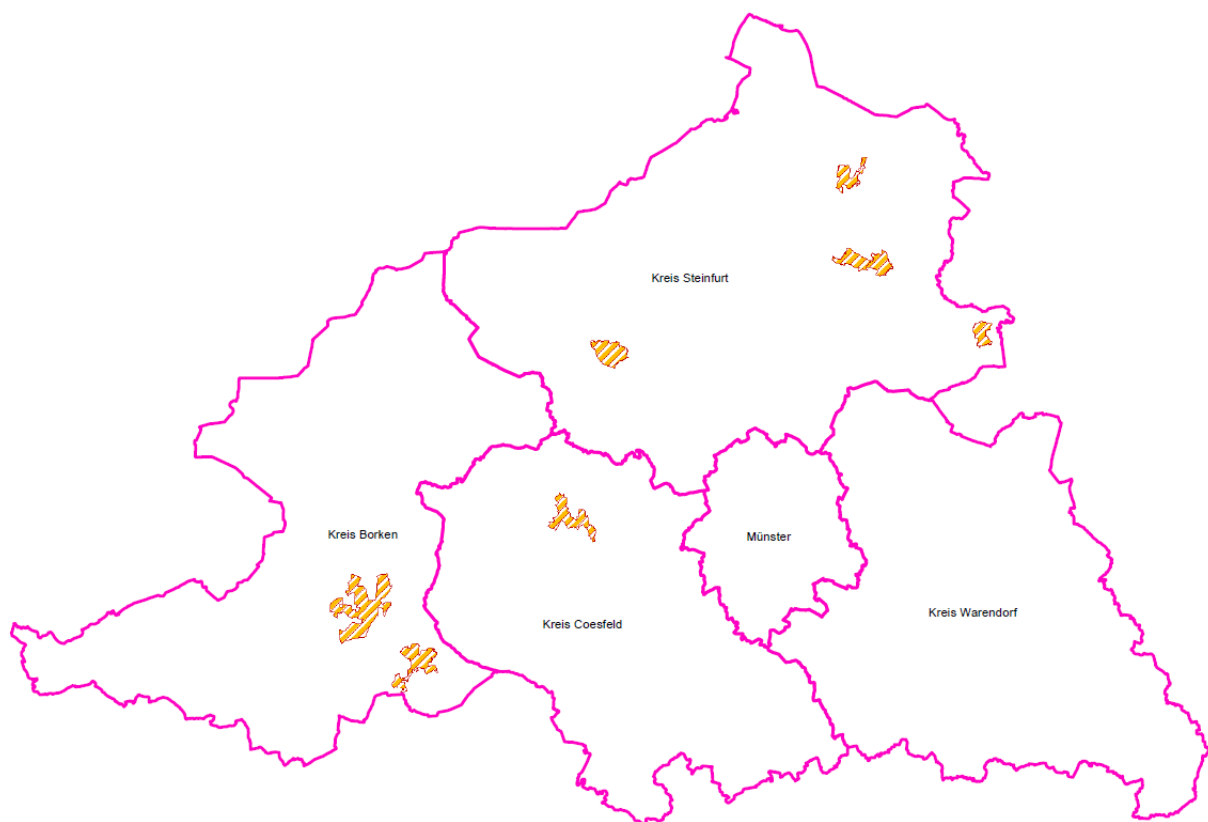 Kreis Steinfurt
Kreis Borken
Münster
Kreis Warendorf
Kreis Coesfeld